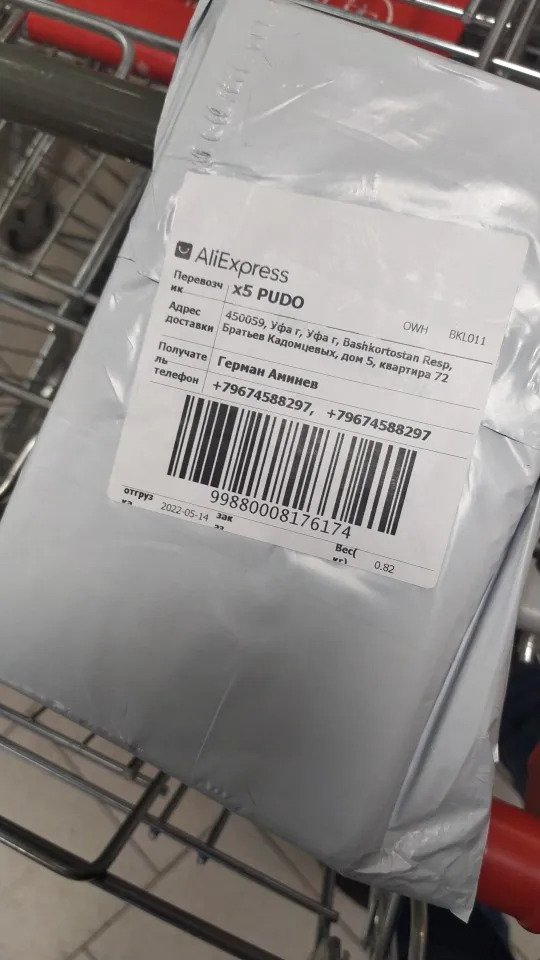 AliExpress
Перевозч
ик
x5 PUDO
OWH BKL011
Адрес
доставки
450059, Уфа г, Уфа г, Bashkortostan Resp,
Братьев Кадомцевых, дом 5, квартира 72
Получате
ль
Герман Аминев
телефон
+79674588297, +79674588297
99880008176174
отгруз
ка
2022-05-14
зак
Вес(
кг)
0.82